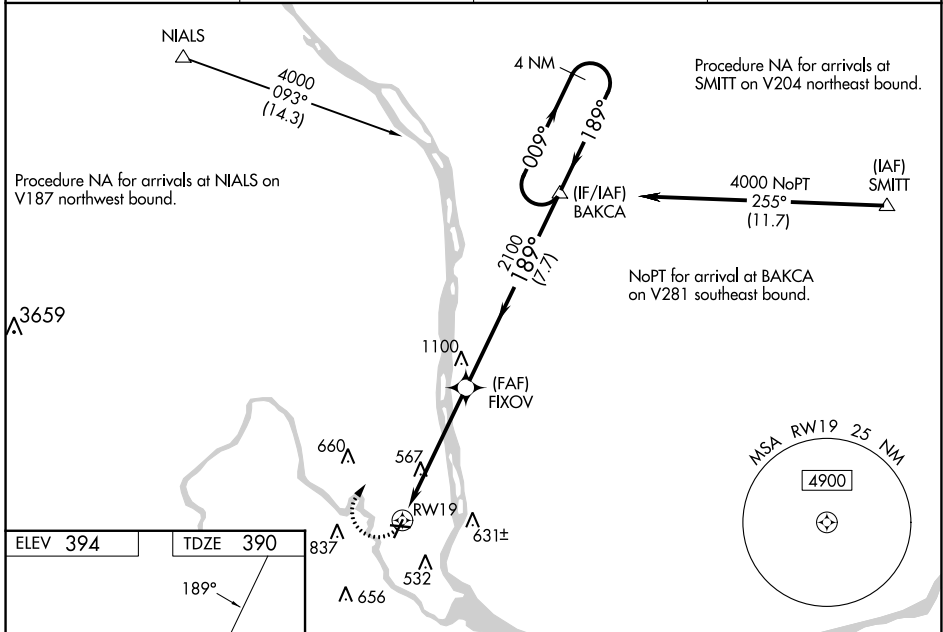 NIALS
4000
093°
(14.3)
4 NM
009°
189°
Procedure NA for arrivals at
SMITT on V204 northeast bound.
Procedure NA for arrivals at NIALS on
V187 northwest bound.
(IF/IAF)
BAKCA
4000 NoPT
255°
(11.7)
(IAF)
SMITT
2100
189°
(7.7)
NoPT for arrival at BAKCA
on V281 southeast bound.
3659
1100
(FAF)
FIXOV
660
567
RW19
837
631±
532
656
MSA RW19 25 NM
4900
ELEV 394
TDZE 390
189°